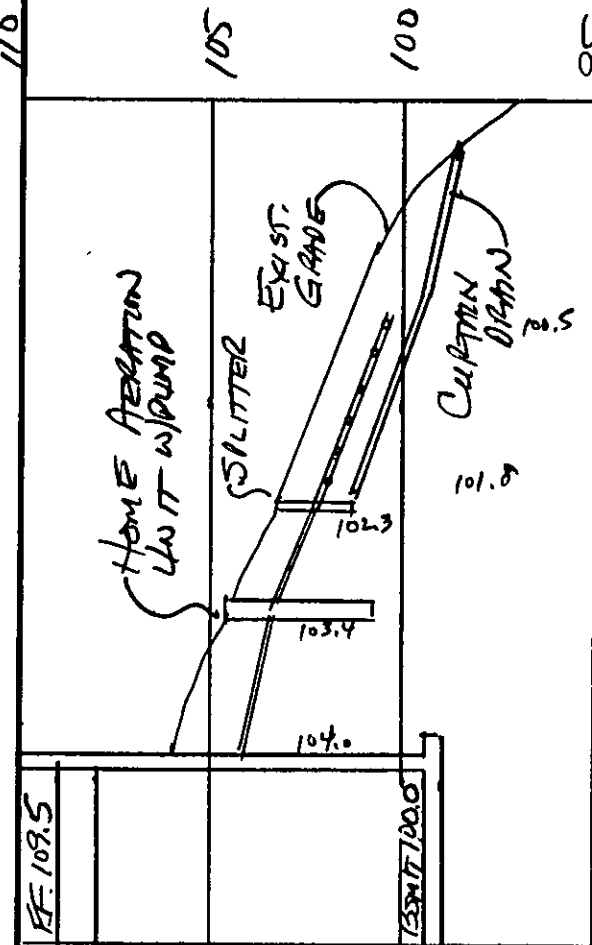 110
105
100
HOME AERATION
UNIT W/PUMP
SPLITTER
EXIST.
GRADE
CURTAIN
DRAIN
100.5
101.8
102.3
103.4
104.0
FF. 109.5
BSMT 100.0